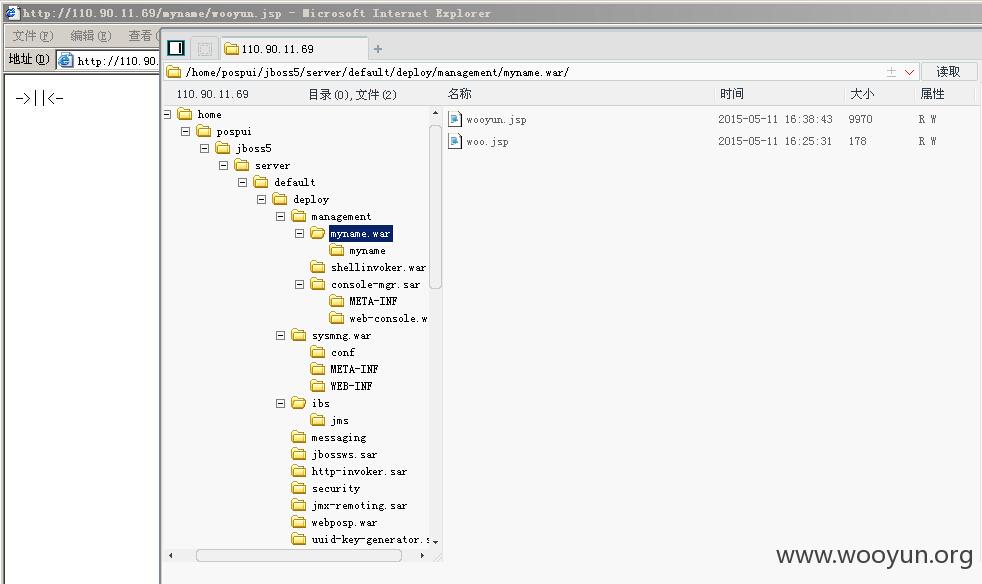 http://110.90.11.69/myname/wooyun.jsp - Microsoft Internet Explorer
文件(F) 编辑(E) 查看(
地址(D) http://110.90.
->||<-
110.90.11.69 +
/home/pospui/jboss5/server/default/deploy/management/myname.war/ 读取
110.90.11.69 目录(0),文件(2) 名称 时间 大小 属性
home
pospui
jboss5
server
default
deploy
management
myname.war
myname
shellinvoker.war
console-mgr.sar
META-INF
web-console.w
sysmng.war
conf
META-INF
WEB-INF
ibs
jms
messaging
jbossws.sar
http-invoker.sar
security
jmx-remoting.sar
webposp.war
uuid-key-generator.s
wooyun.jsp 2015-05-11 16:38:43 9970 R W
woo.jsp 2015-05-11 16:25:31 178 R W
www.wooyun.org